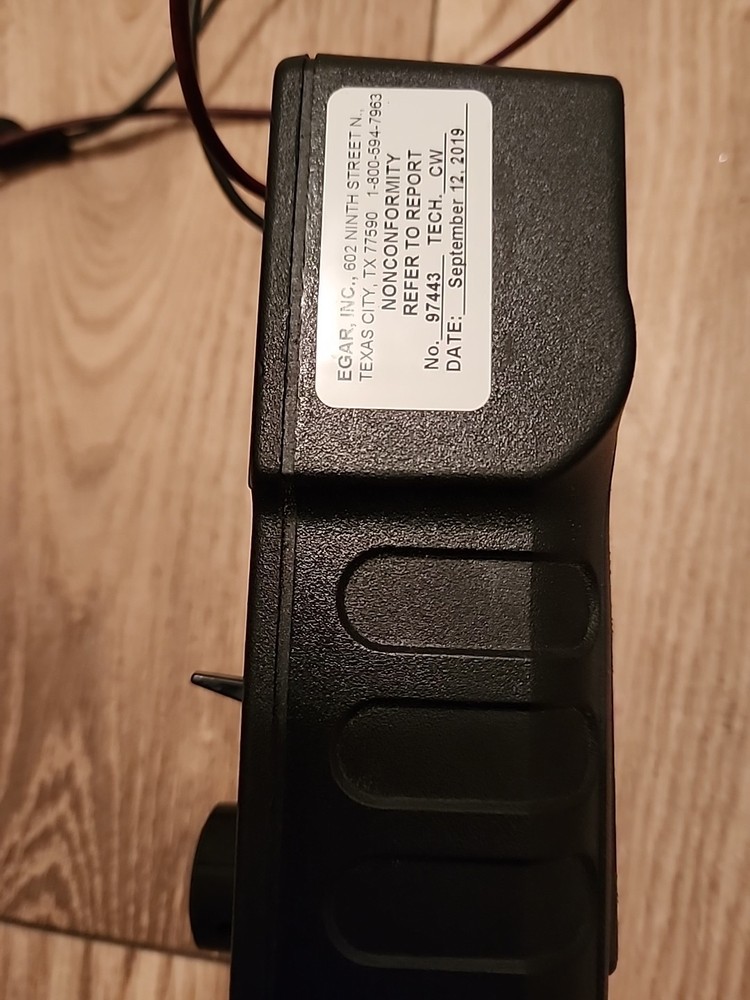 EGAR, INC., 602 NINTH STREET N.,
TEXAS CITY, TX 77590 1-800-594-7963
NONCONFORMITY
REFER TO REPORT
No. 97443 TECH. CW
DATE: September 12, 2019